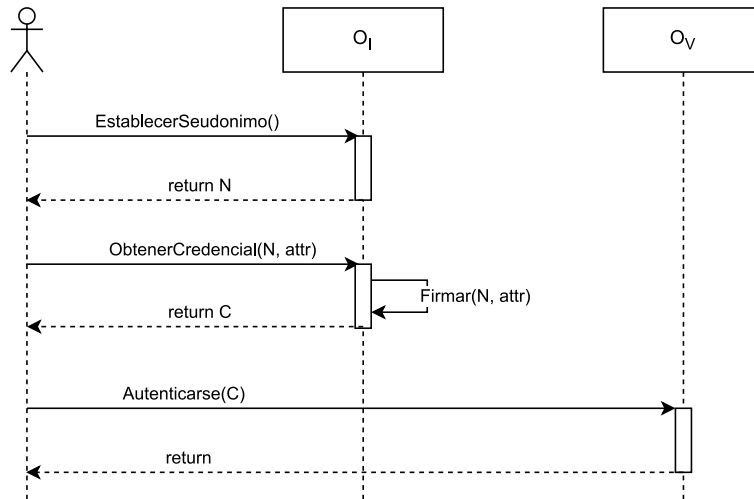 O_I
O_V
EstablecerSeudonimo()
return N
ObtenerCredencial(N, attr)
Firmar(N, attr)
return C
Autenticarse(C)
return